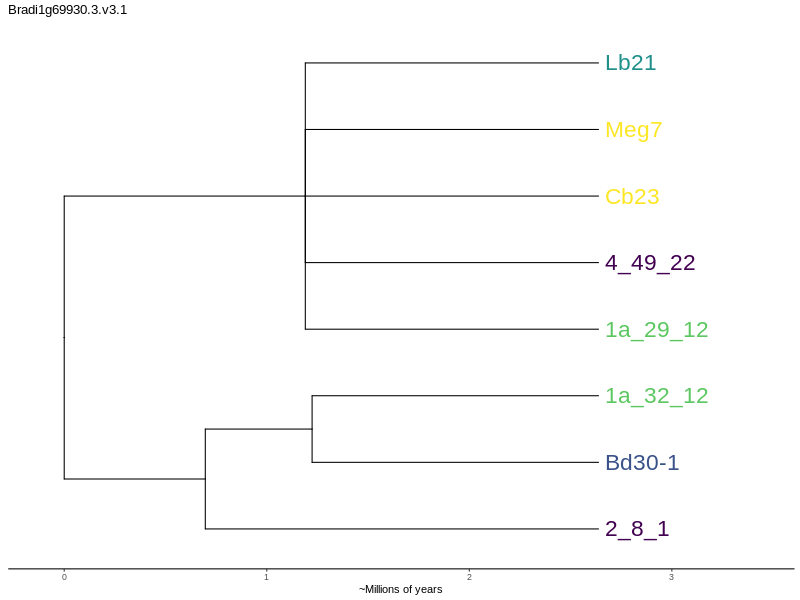 Bradi1g69930.3.v3.1
Lb21
Meg7
Cb23
4_49_22
1a_29_12
1a_32_12
Bd30-1
2_8_1
0 1 2 3
~Millions of years